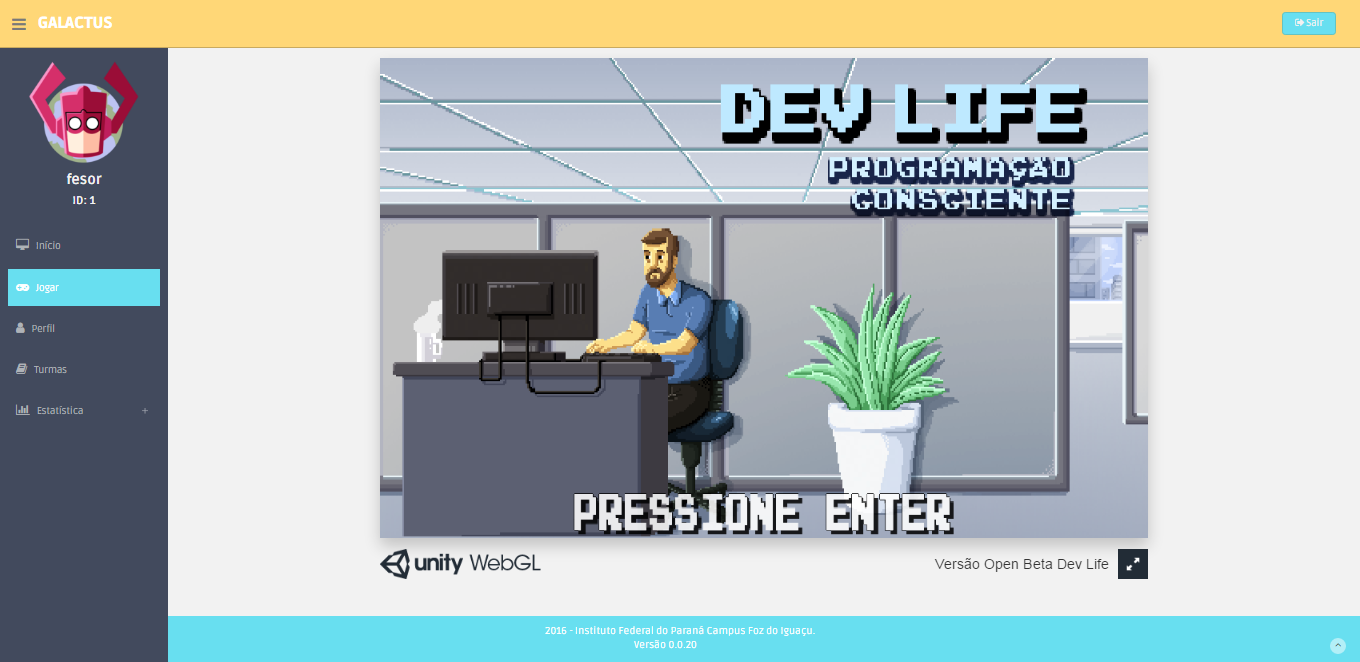 GALACTUS
Sair
fesor
ID: 1
Início
Jogar
Perfil
Turmas
Estatística +
DEV LIFE
PROGRAMAÇÃO
CONSCIENTE
PRESSIONE ENTER
unity WebGL
Versão Open Beta Dev Life
2016 - Instituto Federal do Paraná Campus Foz do Iguaçu.
Versão 0.0.20